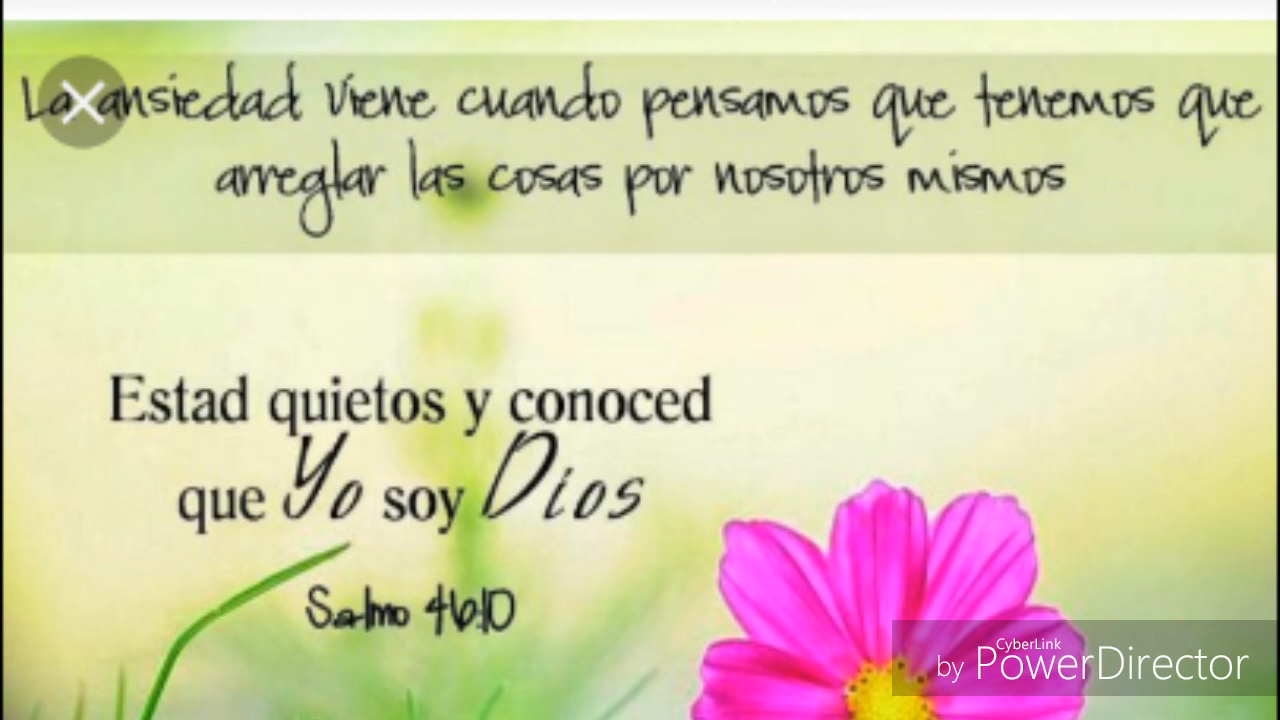 La ansiedad viene cuando pensamos que tenemos que
arreglar las cosas por nosotros mismos
Estad quietos y conoced
que Yo soy Dios
Salmo 46:10
CyberLink
by PowerDirector